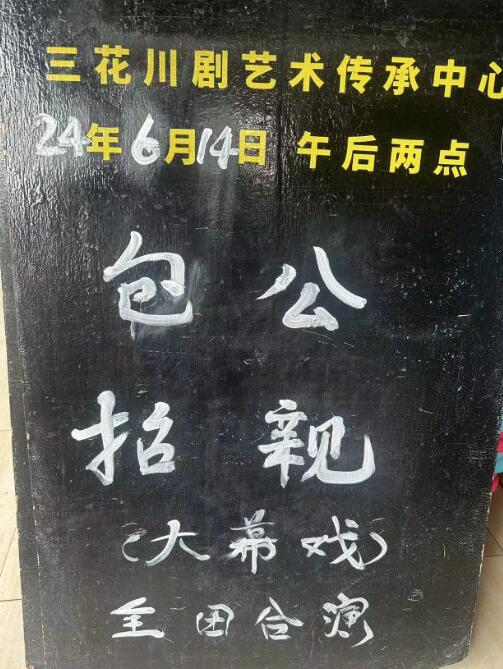 三花川剧艺术传承中心
24年6月14日 午后两点
包公
招亲
(大幕戏)
全团合演